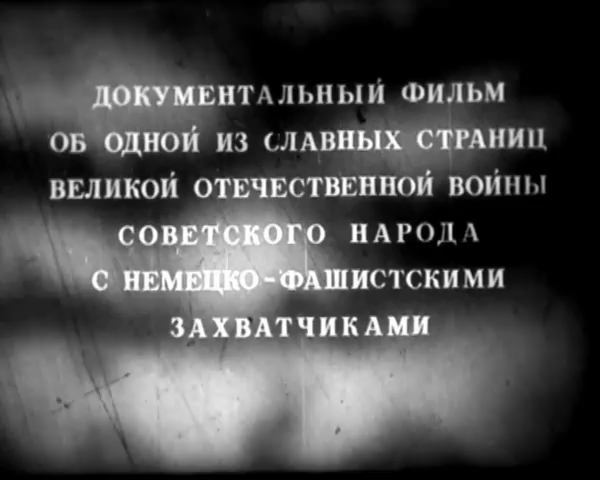 ДОКУМЕНТАЛЬНЫЙ ФИЛЬМ
ОБ ОДНОЙ ИЗ СЛАВНЫХ СТРАНИЦ
ВЕЛИКОЙ ОТЕЧЕСТВЕННОЙ ВОЙНЫ
СОВЕТСКОГО НАРОДА
С НЕМЕЦКО-ФАШИСТСКИМИ
ЗАХВАТЧИКАМИ